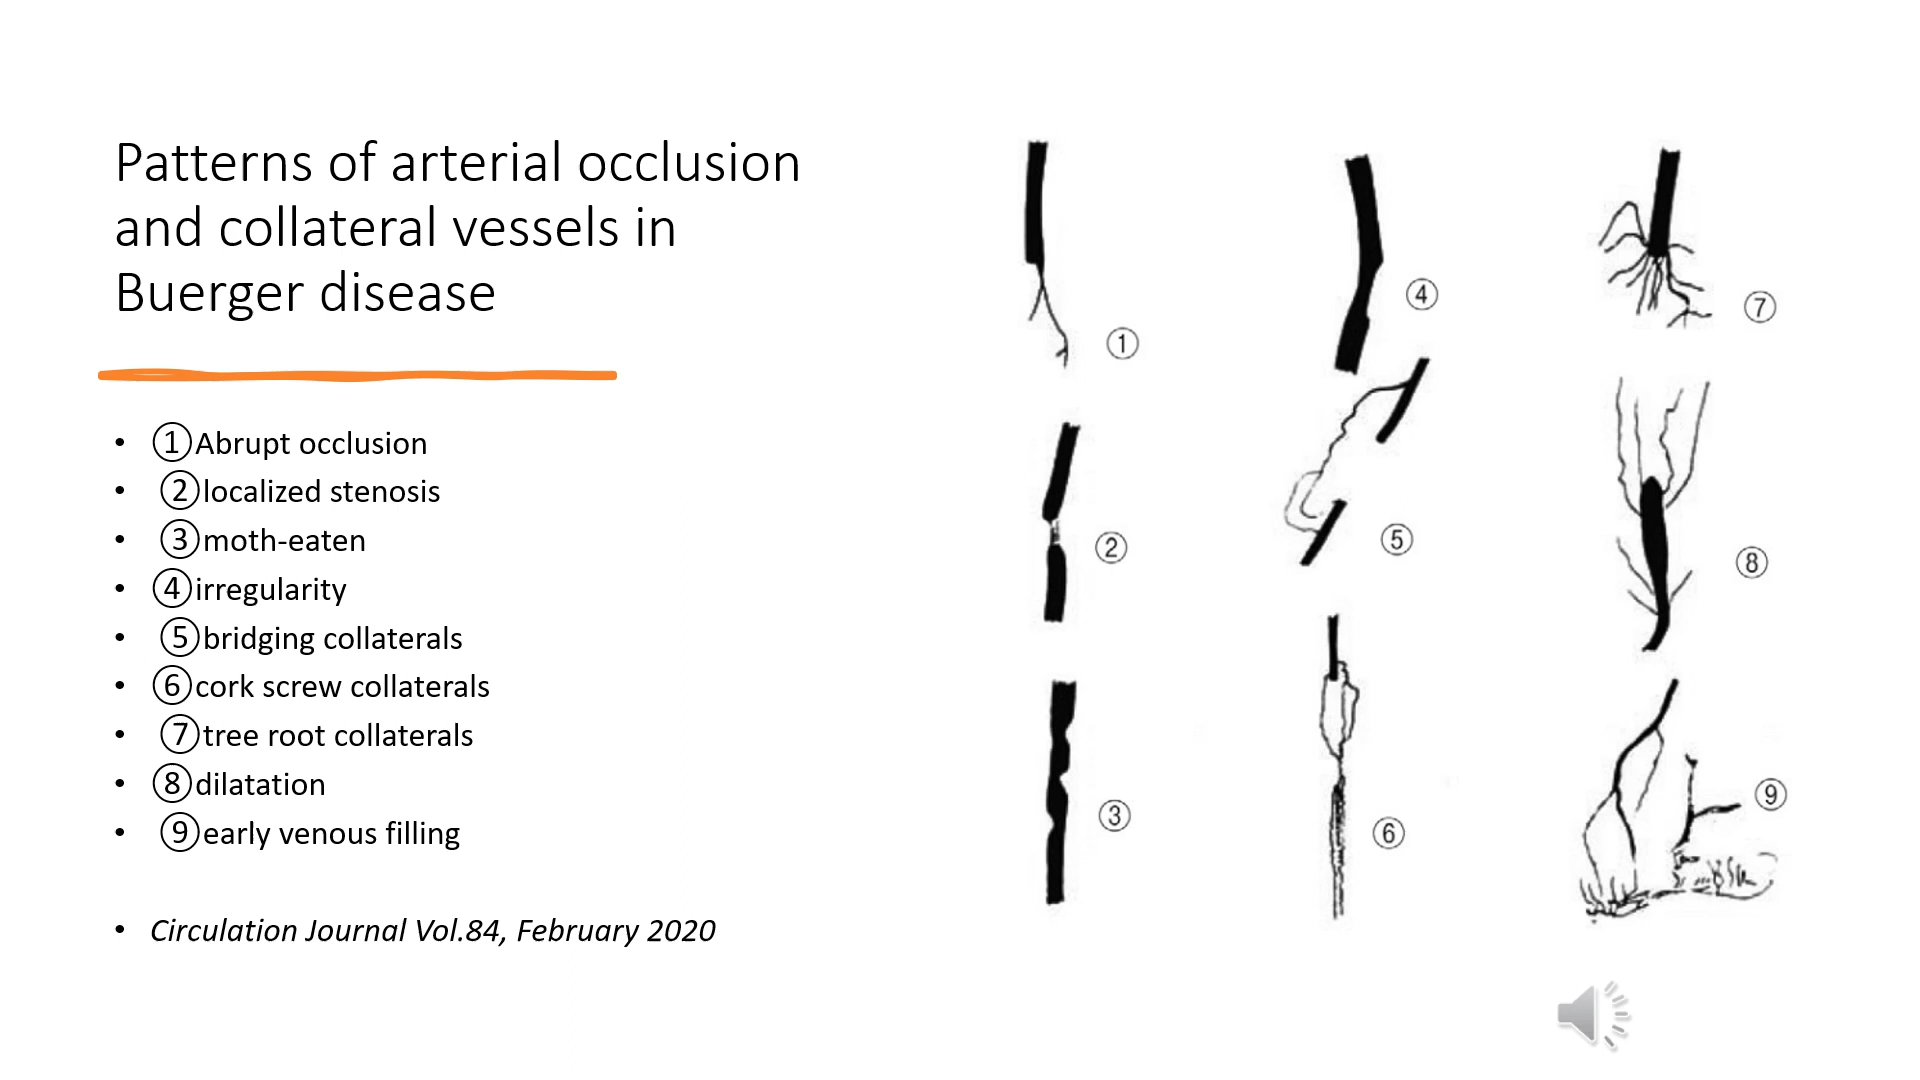 Patterns of arterial occlusion
and collateral vessels in
Buerger disease
• ①Abrupt occlusion
• ②localized stenosis
• ③moth-eaten
• ④irregularity
• ⑤bridging collaterals
• ⑥cork screw collaterals
• ⑦tree root collaterals
• ⑧dilatation
• ⑨early venous filling
• Circulation Journal Vol.84, February 2020
①
②
③
④
⑤
⑥
⑦
⑧
⑨